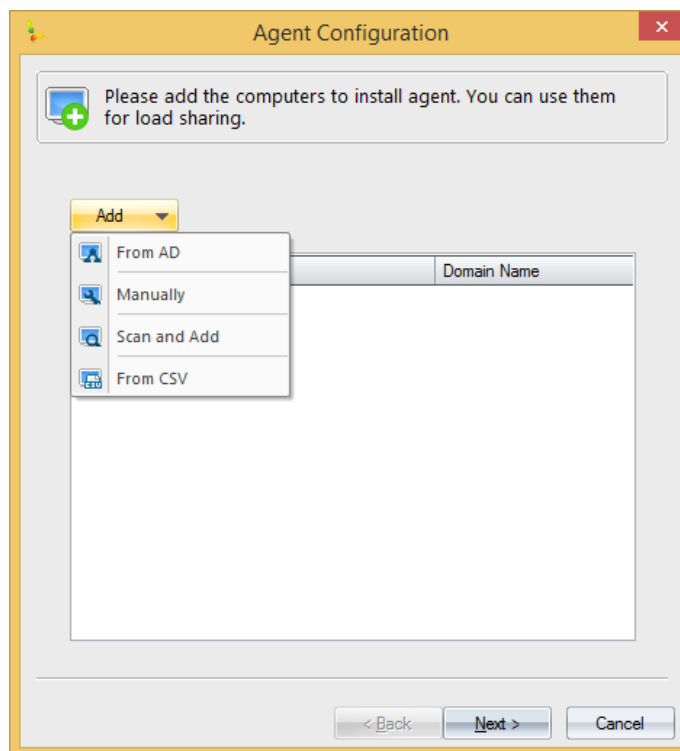 Agent Configuration
Please add the computers to install agent. You can use them
for load sharing.
Add
From AD
Domain Name
Manually
Scan and Add
From CSV
< Back
Next >
Cancel